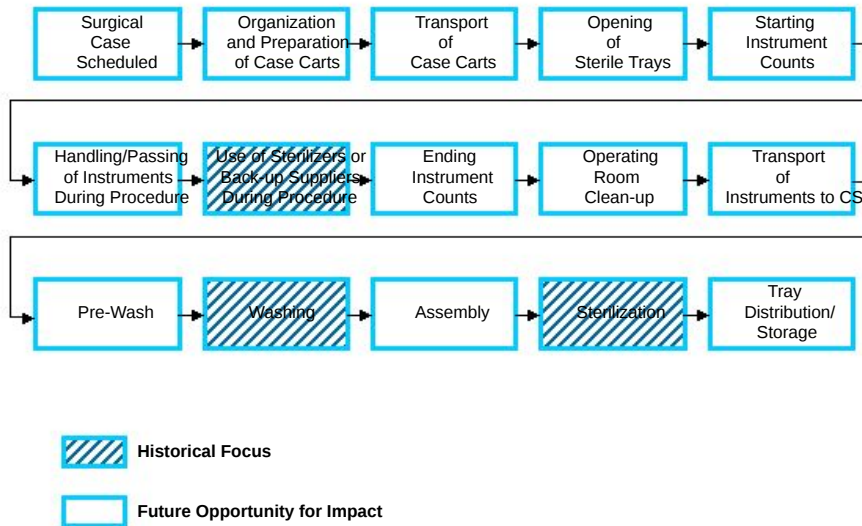 Surgical
Case
Scheduled
Organization
and Preparation
of Case Carts
Transport
of
Case Carts
Opening
of
Sterile Trays
Starting
Instrument
Counts
Handling/Passing
of Instruments
During Procedure
Use of Sterilizers or
Back-up Suppliers
During Procedure
Ending
Instrument
Counts
Operating
Room
Clean-up
Transport
of
Instruments to CS
Pre-Wash
Washing
Assembly
Sterilization
Tray
Distribution/
Storage
Historical Focus
Future Opportunity for Impact